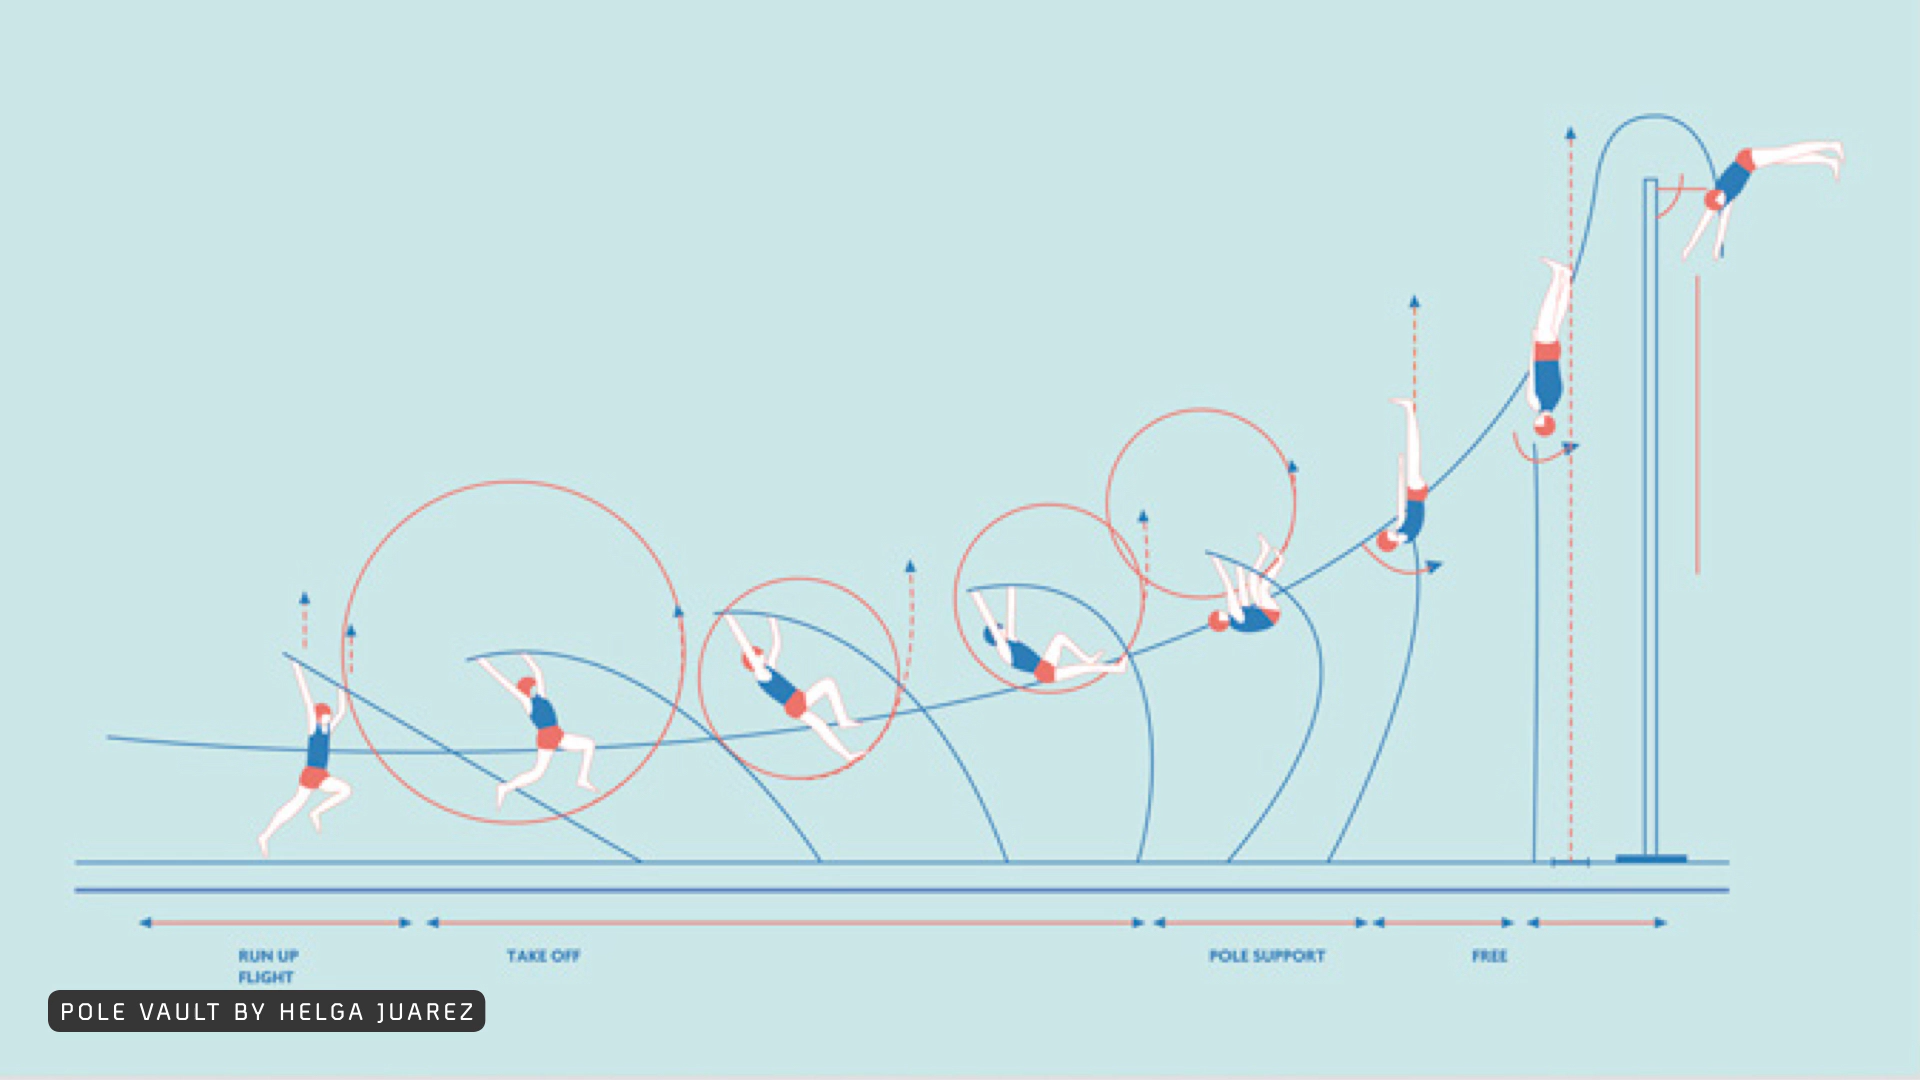 RUN UP
FLIGHT
TAKE OFF
POLE SUPPORT
FREE
POLE VAULT BY HELGA JUAREZ